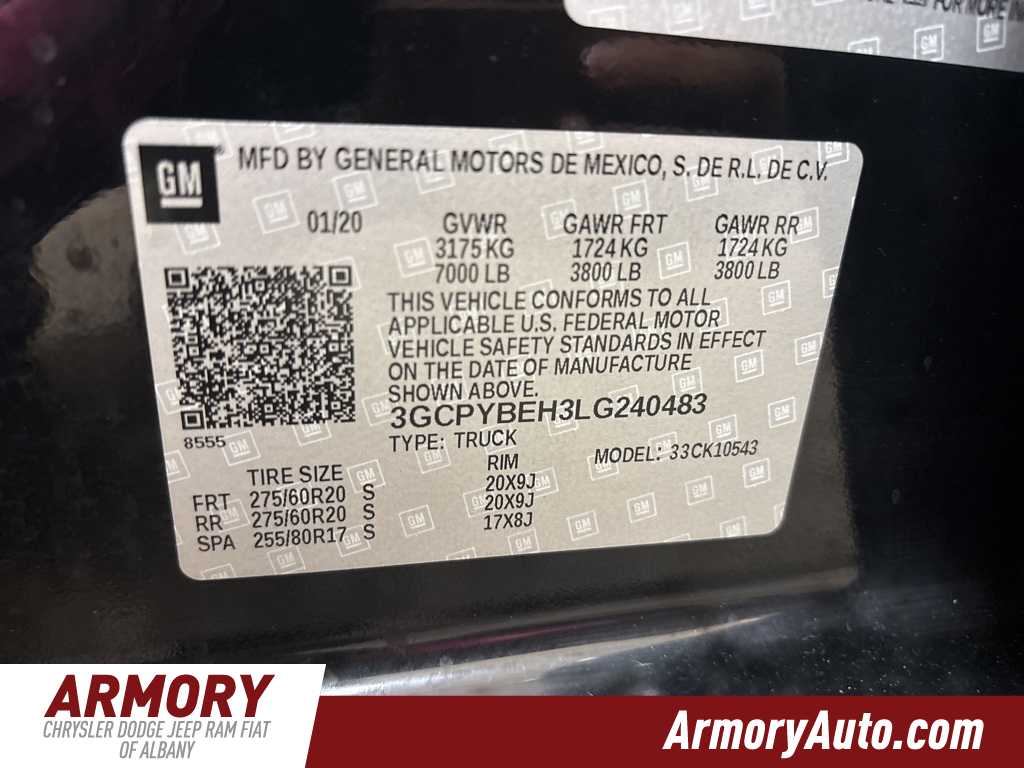 FOR MORE IN
GM
GM ® MFD BY GENERAL MOTORS DE MEXICO, S. DE R.L. DE C.V.
01/20 GVWR GAWR FRT GAWR RR
3175 KG 1724 KG 1724 KG
7000 LB 3800 LB 3800 LB
THIS VEHICLE CONFORMS TO ALL
APPLICABLE U.S. FEDERAL MOTOR
VEHICLE SAFETY STANDARDS IN EFFECT
ON THE DATE OF MANUFACTURE
SHOWN ABOVE.
3GCPYBEH3LG240483
8555
TYPE: TRUCK MODEL: 33CK10543
TIRE SIZE RIM
FRT 275/60R20 S 20X9J
RR 275/60R20 S 20X9J
SPA 255/80R17 S 17X8J
ARMORY
CHRYSLER DODGE JEEP RAM FIAT
OF ALBANY
ArmoryAuto.com